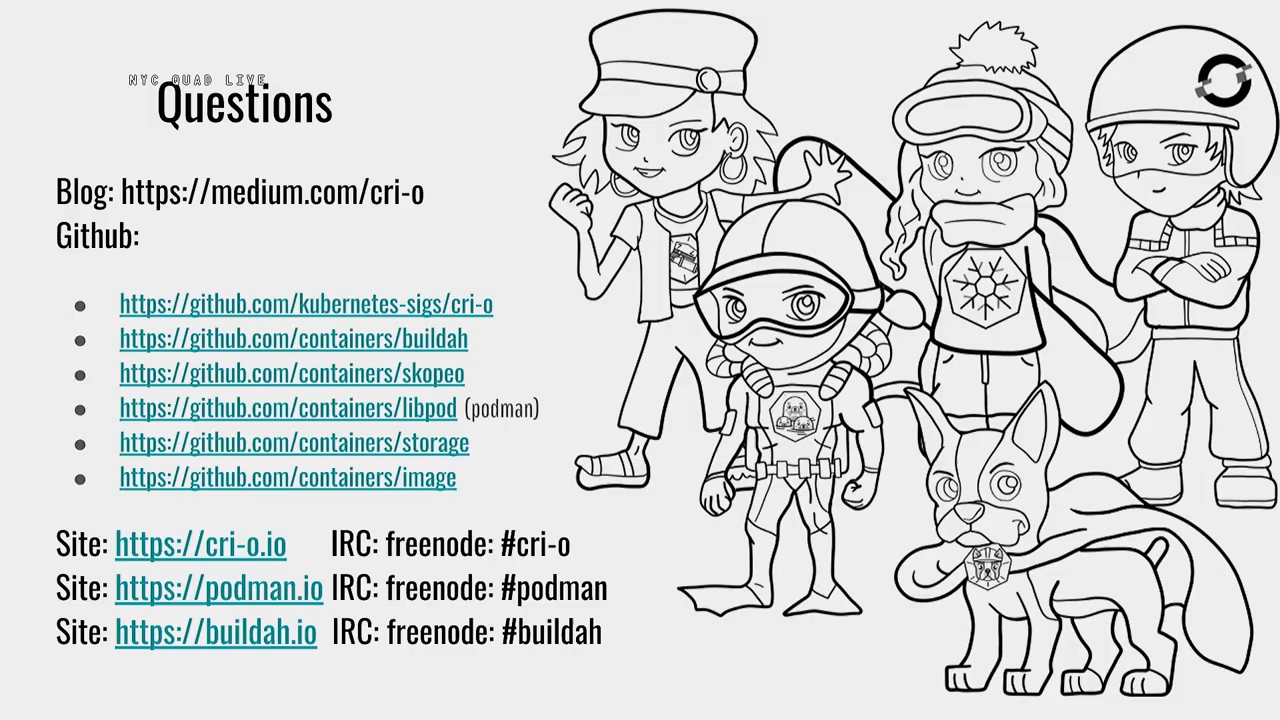 NYC QUAD LIVE
Questions
Blog: https://medium.com/cri-o
Github:
https://github.com/kubernetes-sigs/cri-o
https://github.com/containers/buildah
https://github.com/containers/skopeo
https://github.com/containers/libpod (podman)
https://github.com/containers/storage
https://github.com/containers/image
Site: https://cri-o.io IRC: freenode: #cri-o
Site: https://podman.io IRC: freenode: #podman
Site: https://buildah.io IRC: freenode: #buildah